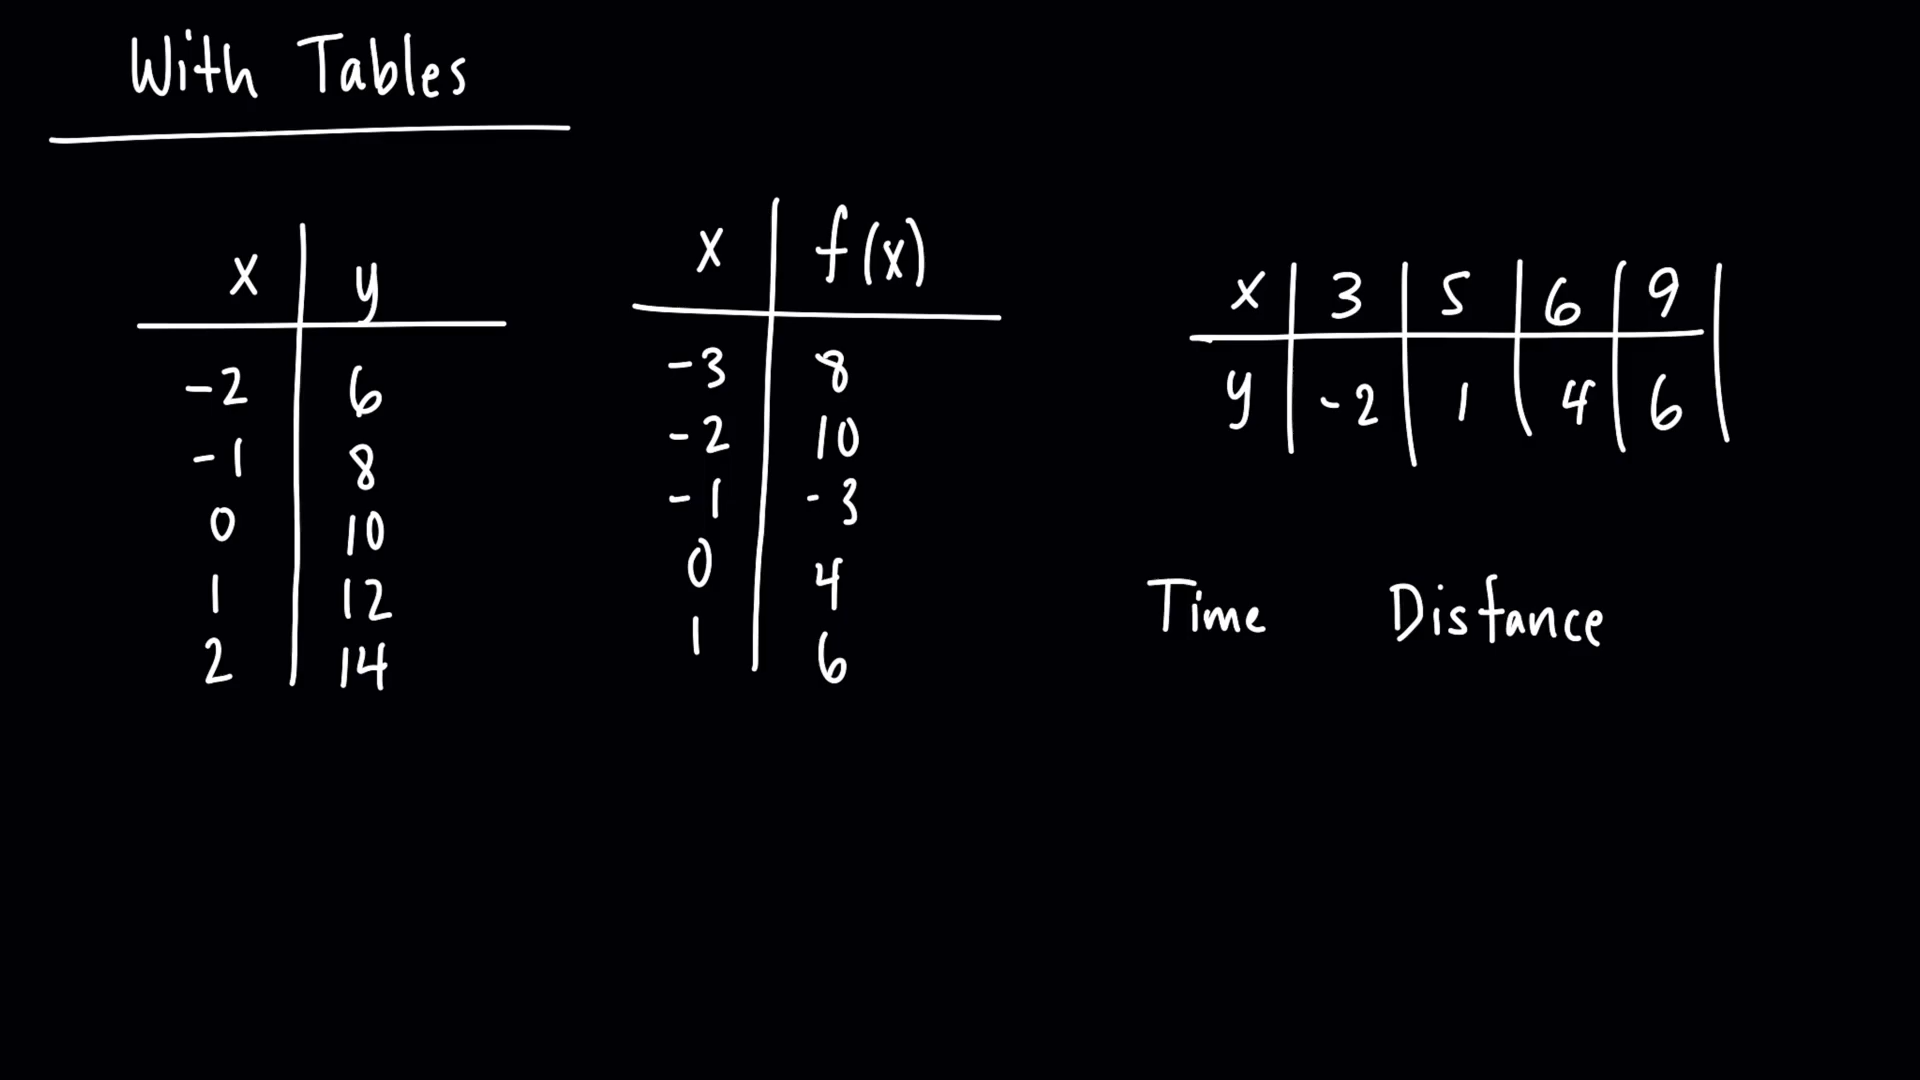 With Tables
x y
-2 6
-1 8
0 10
1 12
2 14
x f(x)
-3 8
-2 10
-1 -3
0 4
1 6
x 3 5 6 9
y -2 1 4 6
Time Distance